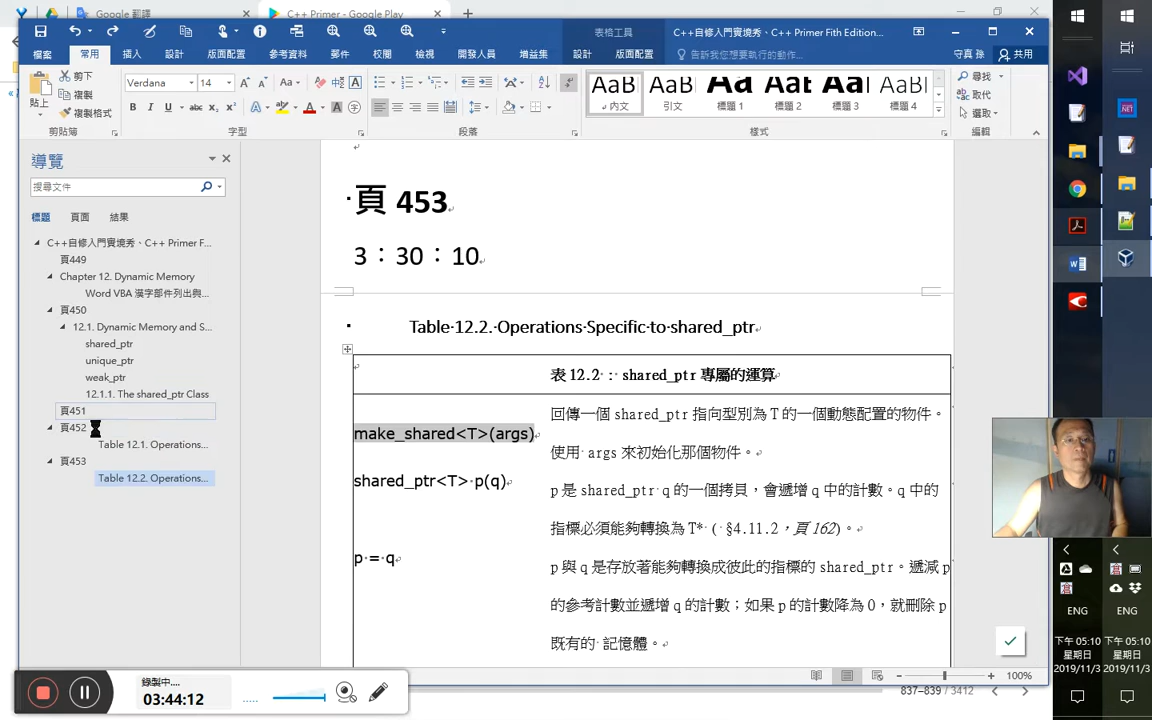 Google 翻譯
C++ Primer - Google Play
C++自修入門實境秀、C++ Primer Fifth Edition...
表格工具
檔案 常用 插入 設計 版面配置 參考資料 郵件 校閱 檢視 開發人員 增益集 設計 版面配置 告訴我您想要執行的動作... 守真 孫 共用
貼上 剪下 複製 複製格式 剪貼簿
Verdana 14 字型
段落
AaB 內文 AaB 引文 Aa 標題 1 Aat 標題 2 Aal 標題 3 AaBl 標題 4 樣式
尋找 取代 選取 編輯
導覽
搜尋文件
標題 頁面 結果
C++自修入門實境秀、C++ Primer F...
頁449
Chapter 12. Dynamic Memory
Word VBA 漢字部件列出與...
頁450
12.1. Dynamic Memory and S...
shared_ptr
unique_ptr
weak_ptr
12.1.1. The shared_ptr Class
頁451
頁452
Table 12.1. Operations...
頁453
Table 12.2. Operations...
頁 453
3：30：10
Table 12.2. Operations Specific to shared_ptr
表 12.2 ： shared_ptr 專屬的運算
make_shared<T>(args)
回傳一個 shared_ptr 指向型別為 T 的一個動態配置的物件。
使用 args 來初始化那個物件。
shared_ptr<T> p(q)
p 是 shared_ptr q 的一個拷貝，會遞增 q 中的計數。q 中的
指標必須能夠轉換為 T* ( §4.11.2，頁 162)。
p = q
p 與 q 是存放著能夠轉換成彼此的指標的 shared_ptr。遞減 p
的參考計數並遞增 q 的計數；如果 p 的計數降為 0，就刪除 p
既有的 記憶體。
100%
837–839 / 3412
錄製中....
03:44:12
ENG ENG
下午 05:10 下午 05:10
星期日 星期日
2019/11/3 2019/11/3